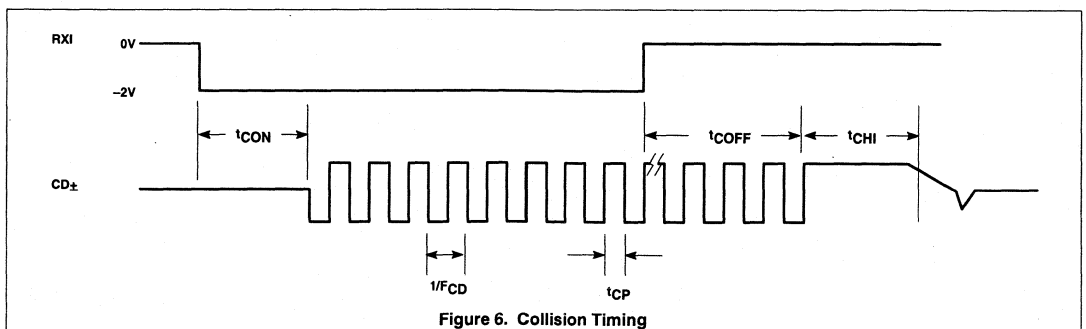 RXI
0V
–2V
tCON
tCOFF
tCHI
CD±
1/FCD
tCP
Figure 6. Collision Timing